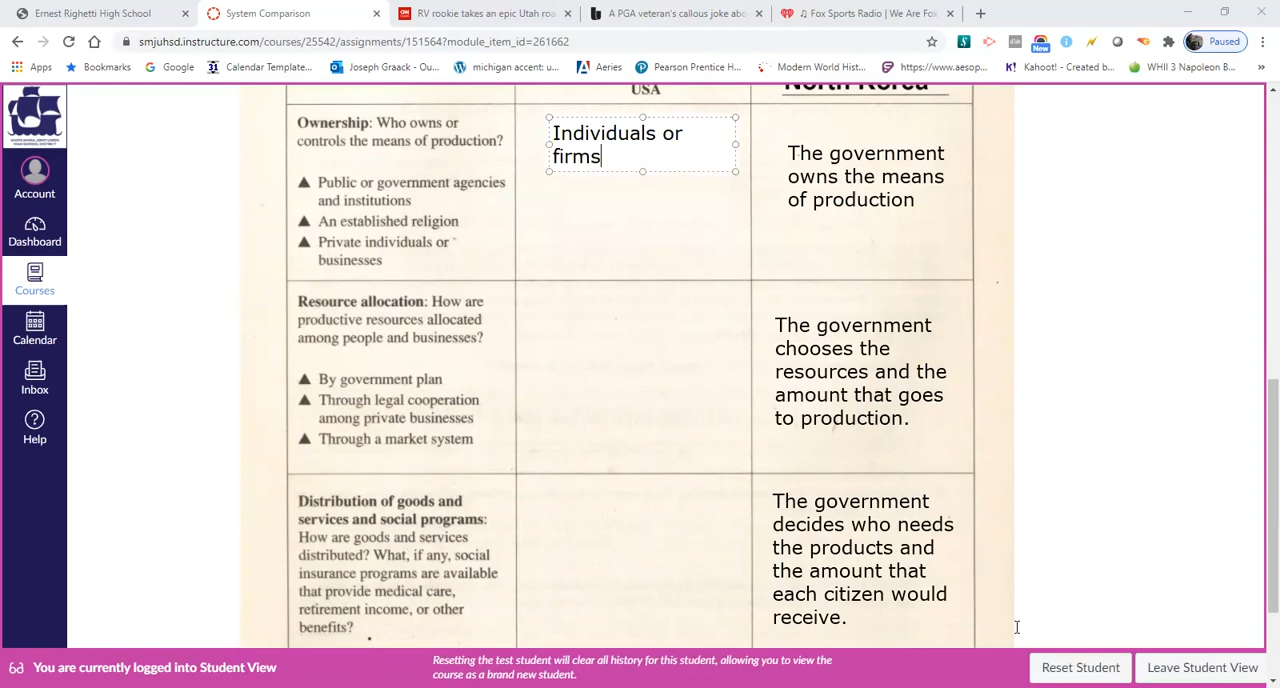 Ernest Righetti High School
System Comparison
RV rookie takes an epic Utah roa
A PGA veteran's callous joke abo
♫ Fox Sports Radio | We Are Fox
smjuhsd.instructure.com/courses/25542/assignments/151564?module_item_id=261662
New
Paused
Apps
Bookmarks
Google
31
Calendar Template...
Joseph Graack - Ou...
michigan accent: u...
Aeries
Pearson Prentice H...
Modern World Hist...
https://www.aesop...
K!
Kahoot! - Created b...
WHII 3 Napoleon B...
»
Account
Dashboard
Courses
Calendar
Inbox
Help
USA
North Korea
Ownership: Who owns or
controls the means of production?
▲ Public or government agencies
and institutions
▲ An established religion
▲ Private individuals or
businesses
Individuals or
firms
The government
owns the means
of production
Resource allocation: How are
productive resources allocated
among people and businesses?
▲ By government plan
▲ Through legal cooperation
among private businesses
▲ Through a market system
The government
chooses the
resources and the
amount that goes
to production.
Distribution of goods and
services and social programs:
How are goods and services
distributed? What, if any, social
insurance programs are available
that provide medical care,
retirement income, or other
benefits?
The government
decides who needs
the products and
the amount that
each citizen would
receive.
You are currently logged into Student View
Resetting the test student will clear all history for this student, allowing you to view the
course as a brand new student.
Reset Student
Leave Student View